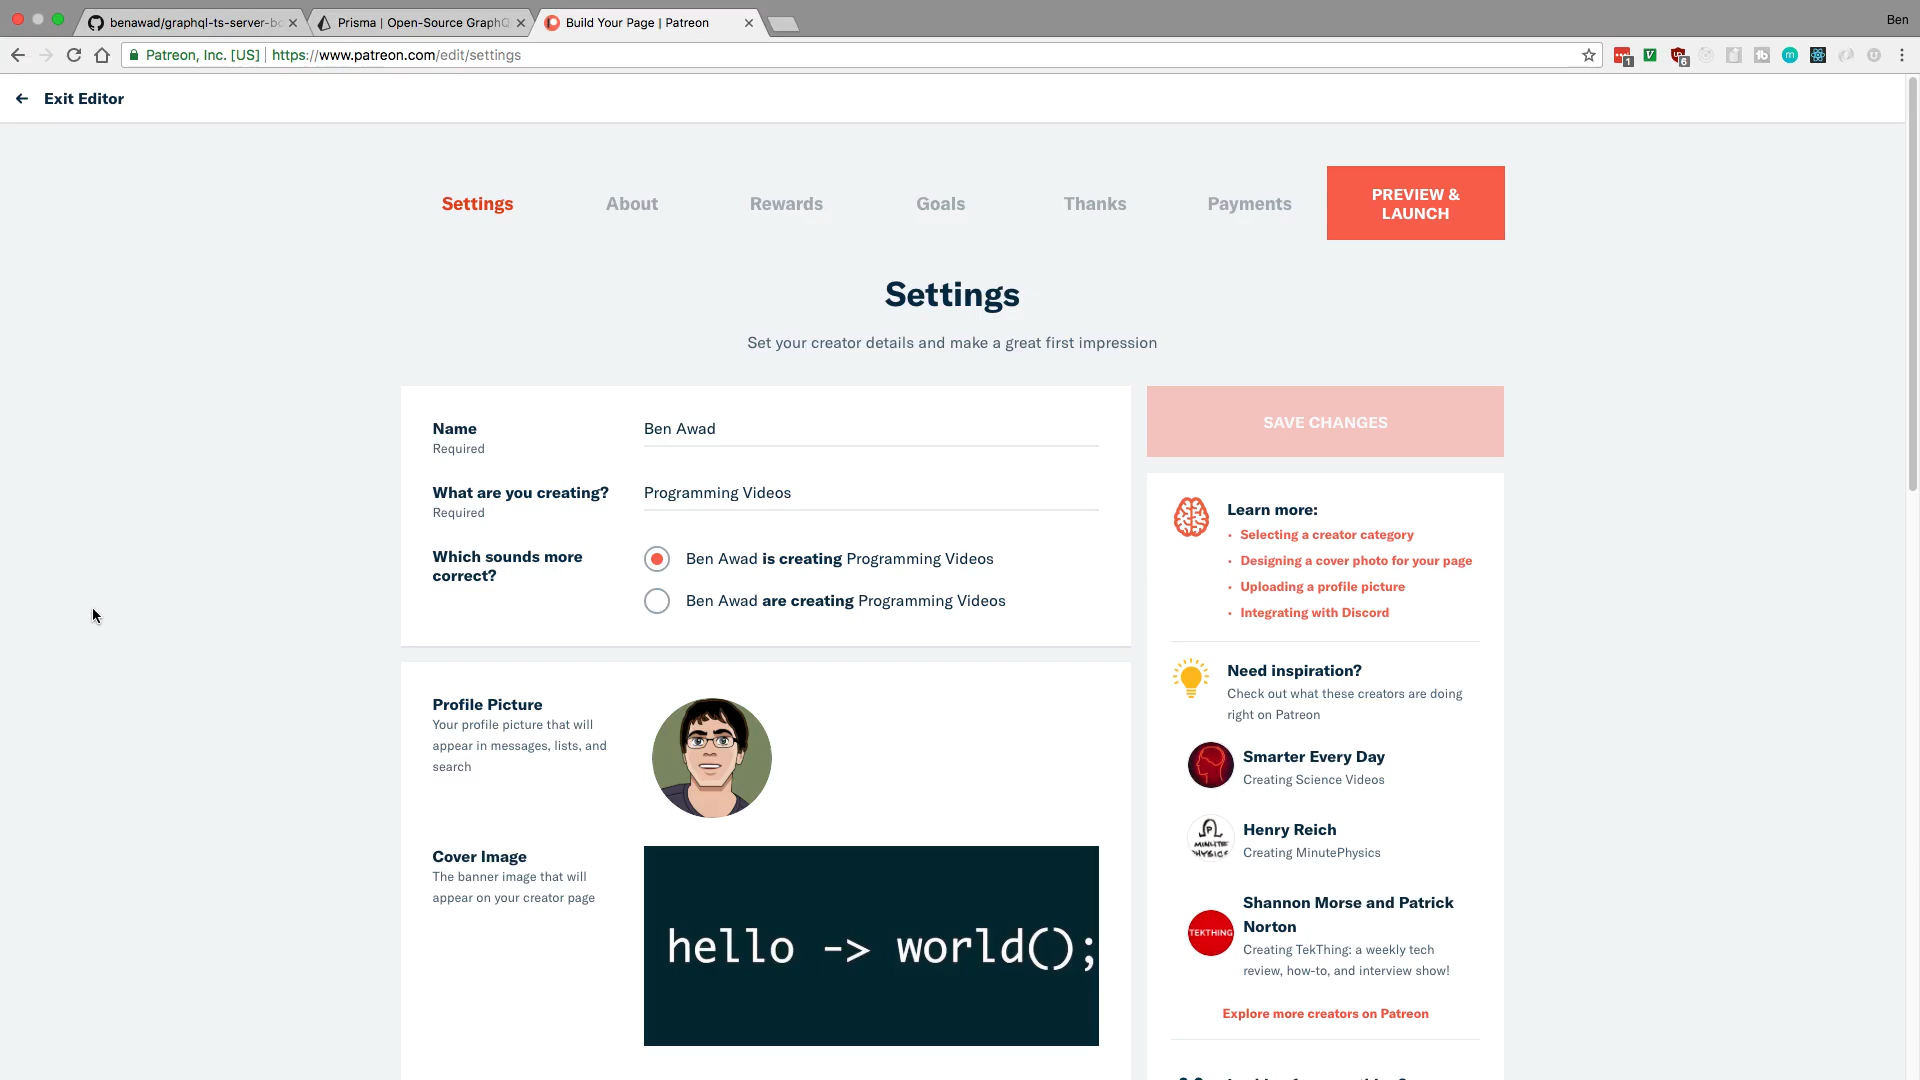 benawad/graphql-ts-server-bo
Prisma | Open-Source GraphQ
Build Your Page | Patreon
Ben
Patreon, Inc. [US]
https://www.patreon.com/edit/settings
1
6
Exit Editor
Settings
About
Rewards
Goals
Thanks
Payments
PREVIEW &
LAUNCH
Settings
Set your creator details and make a great first impression
Name
Required
Ben Awad
What are you creating?
Required
Programming Videos
Which sounds more
correct?
Ben Awad is creating Programming Videos
Ben Awad are creating Programming Videos
Profile Picture
Your profile picture that will
appear in messages, lists, and
search
Cover Image
The banner image that will
appear on your creator page
hello -> world();
SAVE CHANGES
Learn more:
• Selecting a creator category
• Designing a cover photo for your page
• Uploading a profile picture
• Integrating with Discord
Need inspiration?
Check out what these creators are doing
right on Patreon
Smarter Every Day
Creating Science Videos
MINUTE
PHYSICS
Henry Reich
Creating MinutePhysics
TEKTHING
Shannon Morse and Patrick
Norton
Creating TekThing: a weekly tech
review, how-to, and interview show!
Explore more creators on Patreon